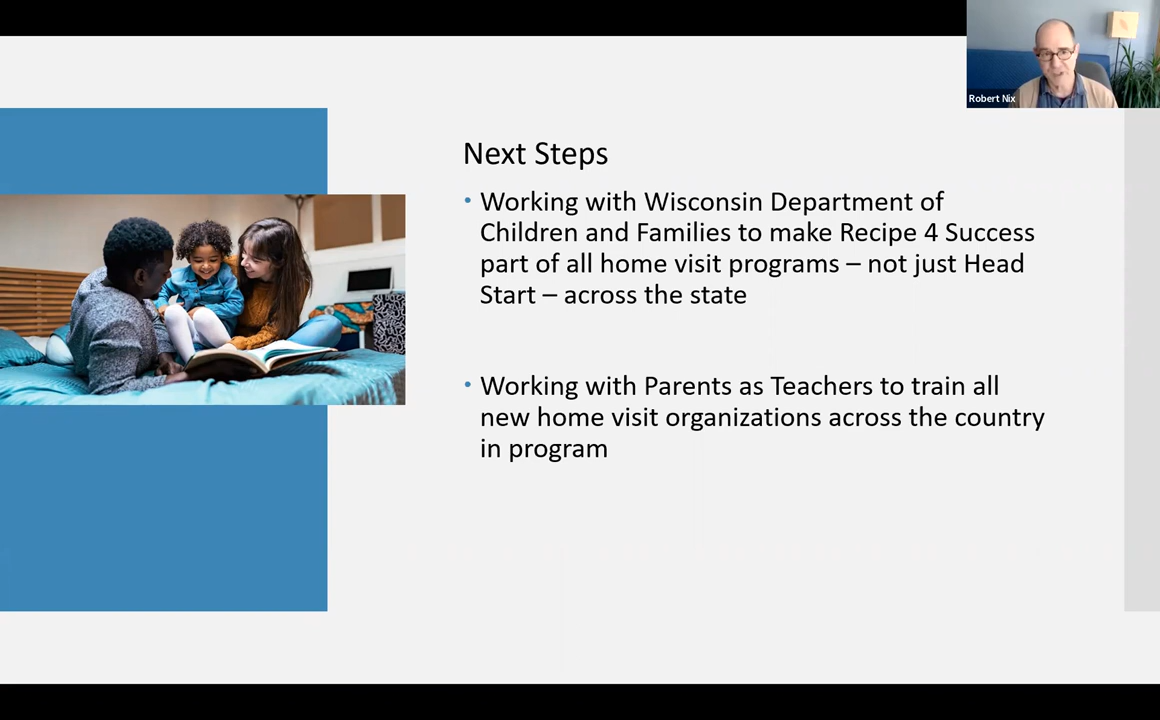 Robert Nix
Next Steps
• Working with Wisconsin Department of
Children and Families to make Recipe 4 Success
part of all home visit programs – not just Head
Start – across the state
• Working with Parents as Teachers to train all
new home visit organizations across the country
in program